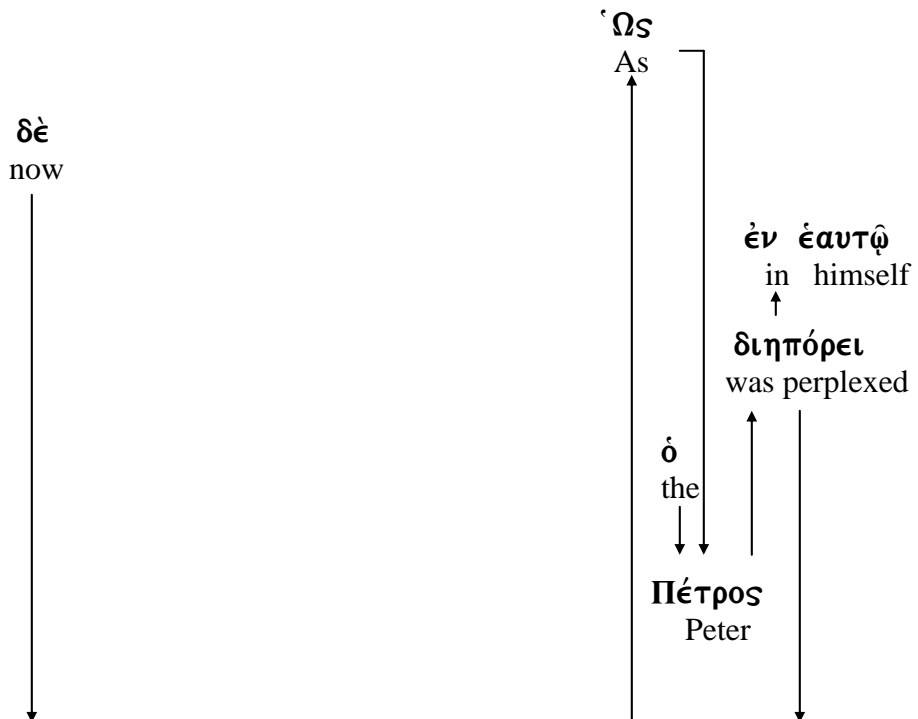 Ὡς
As
δὲ
now
ἐν ἑαυτῷ
in himself
διηπόρει
was perplexed
ὁ
the
Πέτρος
Peter